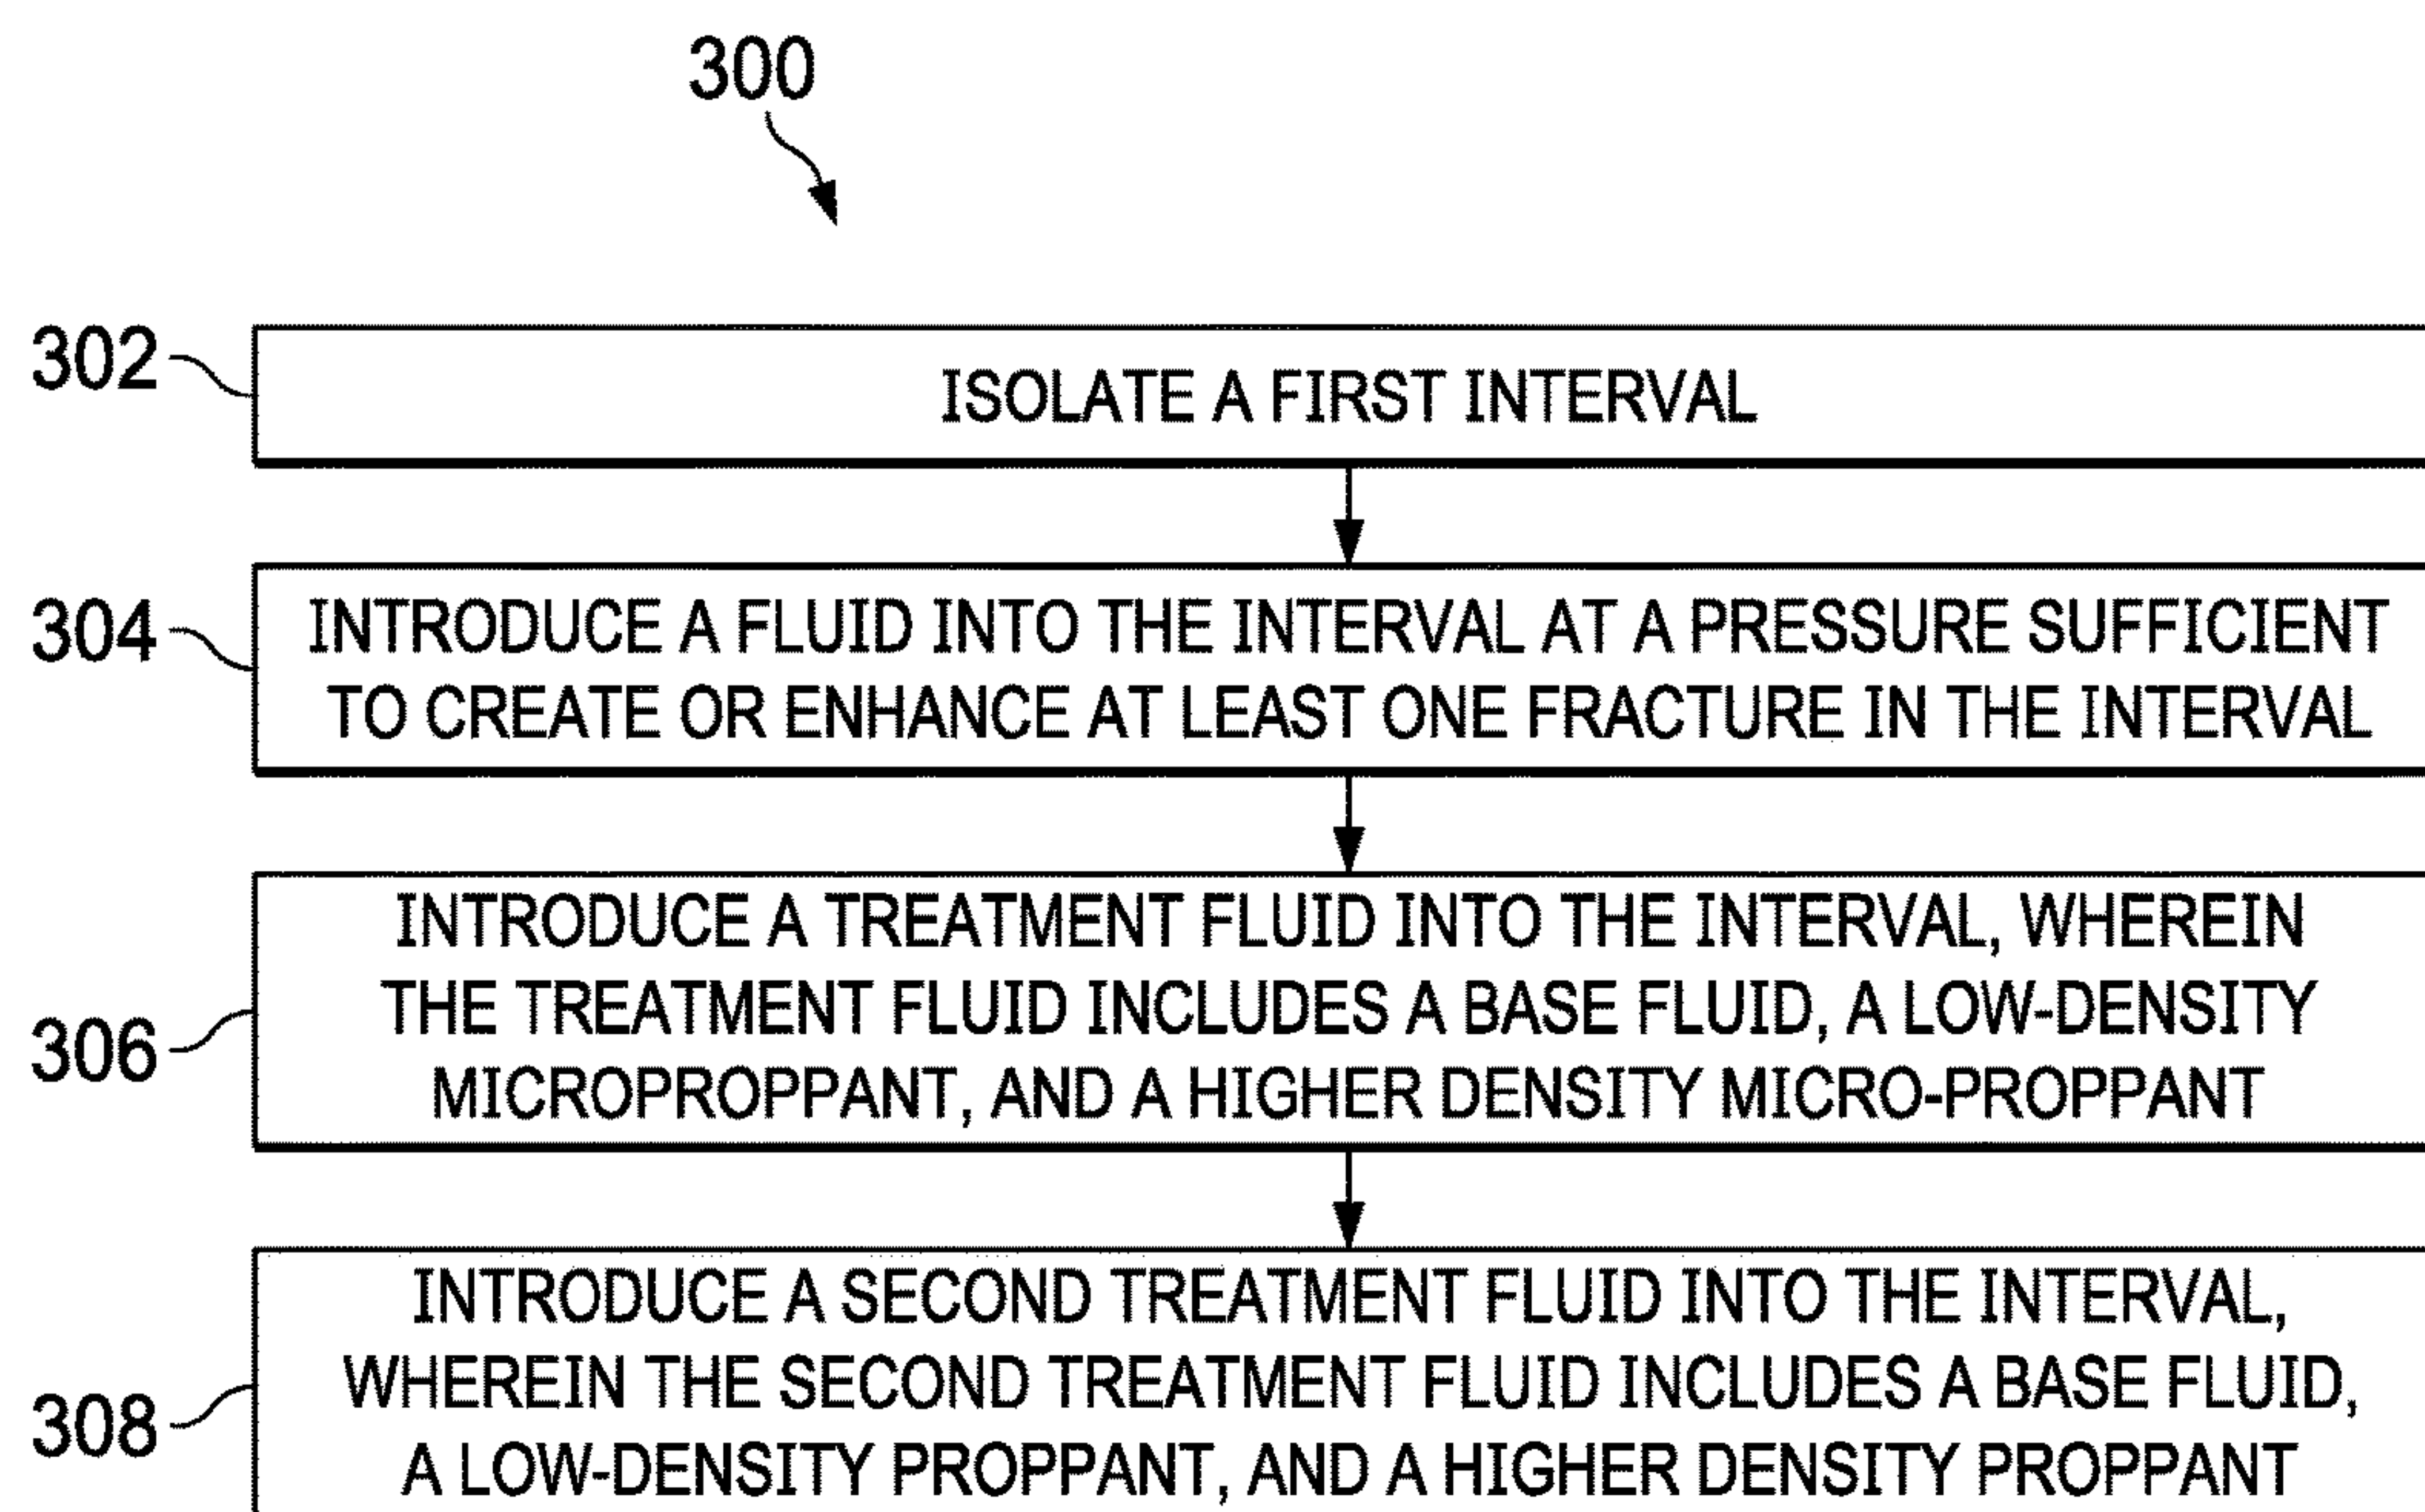 300
302
ISOLATE A FIRST INTERVAL
304
INTRODUCE A FLUID INTO THE INTERVAL AT A PRESSURE SUFFICIENT
TO CREATE OR ENHANCE AT LEAST ONE FRACTURE IN THE INTERVAL
306
INTRODUCE A TREATMENT FLUID INTO THE INTERVAL, WHEREIN
THE TREATMENT FLUID INCLUDES A BASE FLUID, A LOW-DENSITY
MICROPROPPANT, AND A HIGHER DENSITY MICRO-PROPPANT
308
INTRODUCE A SECOND TREATMENT FLUID INTO THE INTERVAL,
WHEREIN THE SECOND TREATMENT FLUID INCLUDES A BASE FLUID,
A LOW-DENSITY PROPPANT, AND A HIGHER DENSITY PROPPANT